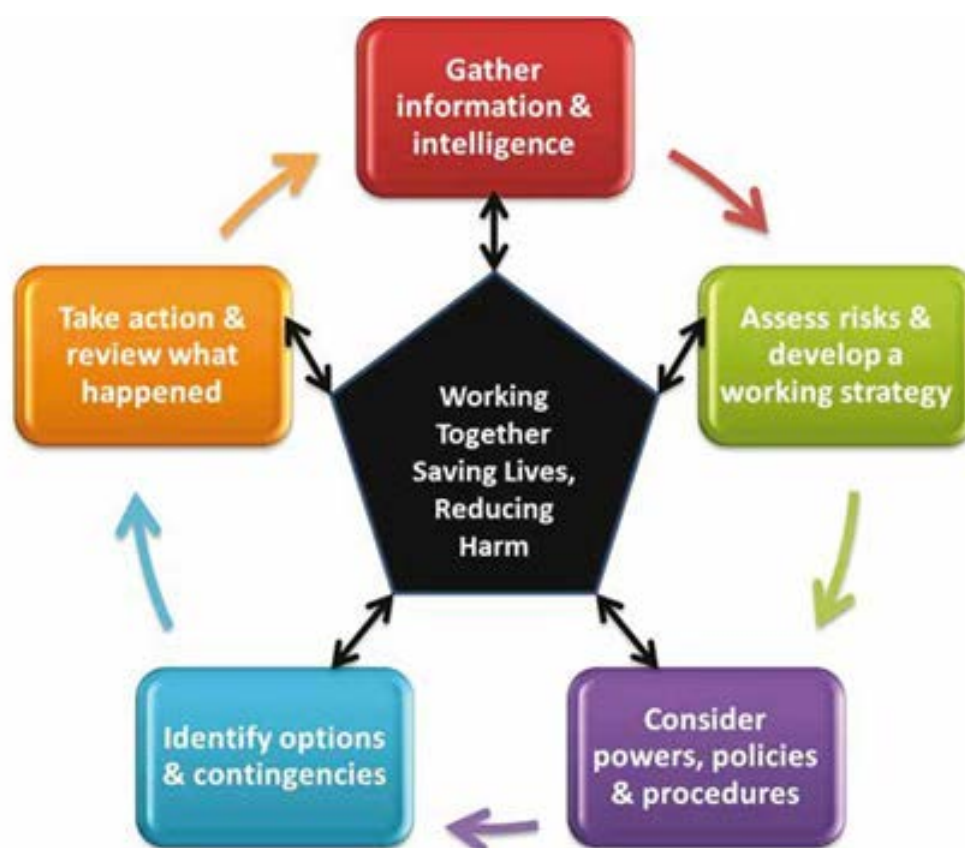 Gather
information &
intelligence
Assess risks &
develop a
working strategy
Consider
powers, policies
& procedures
Identify options
& contingencies
Take action &
review what
happened
Working
Together
Saving Lives,
Reducing
Harm